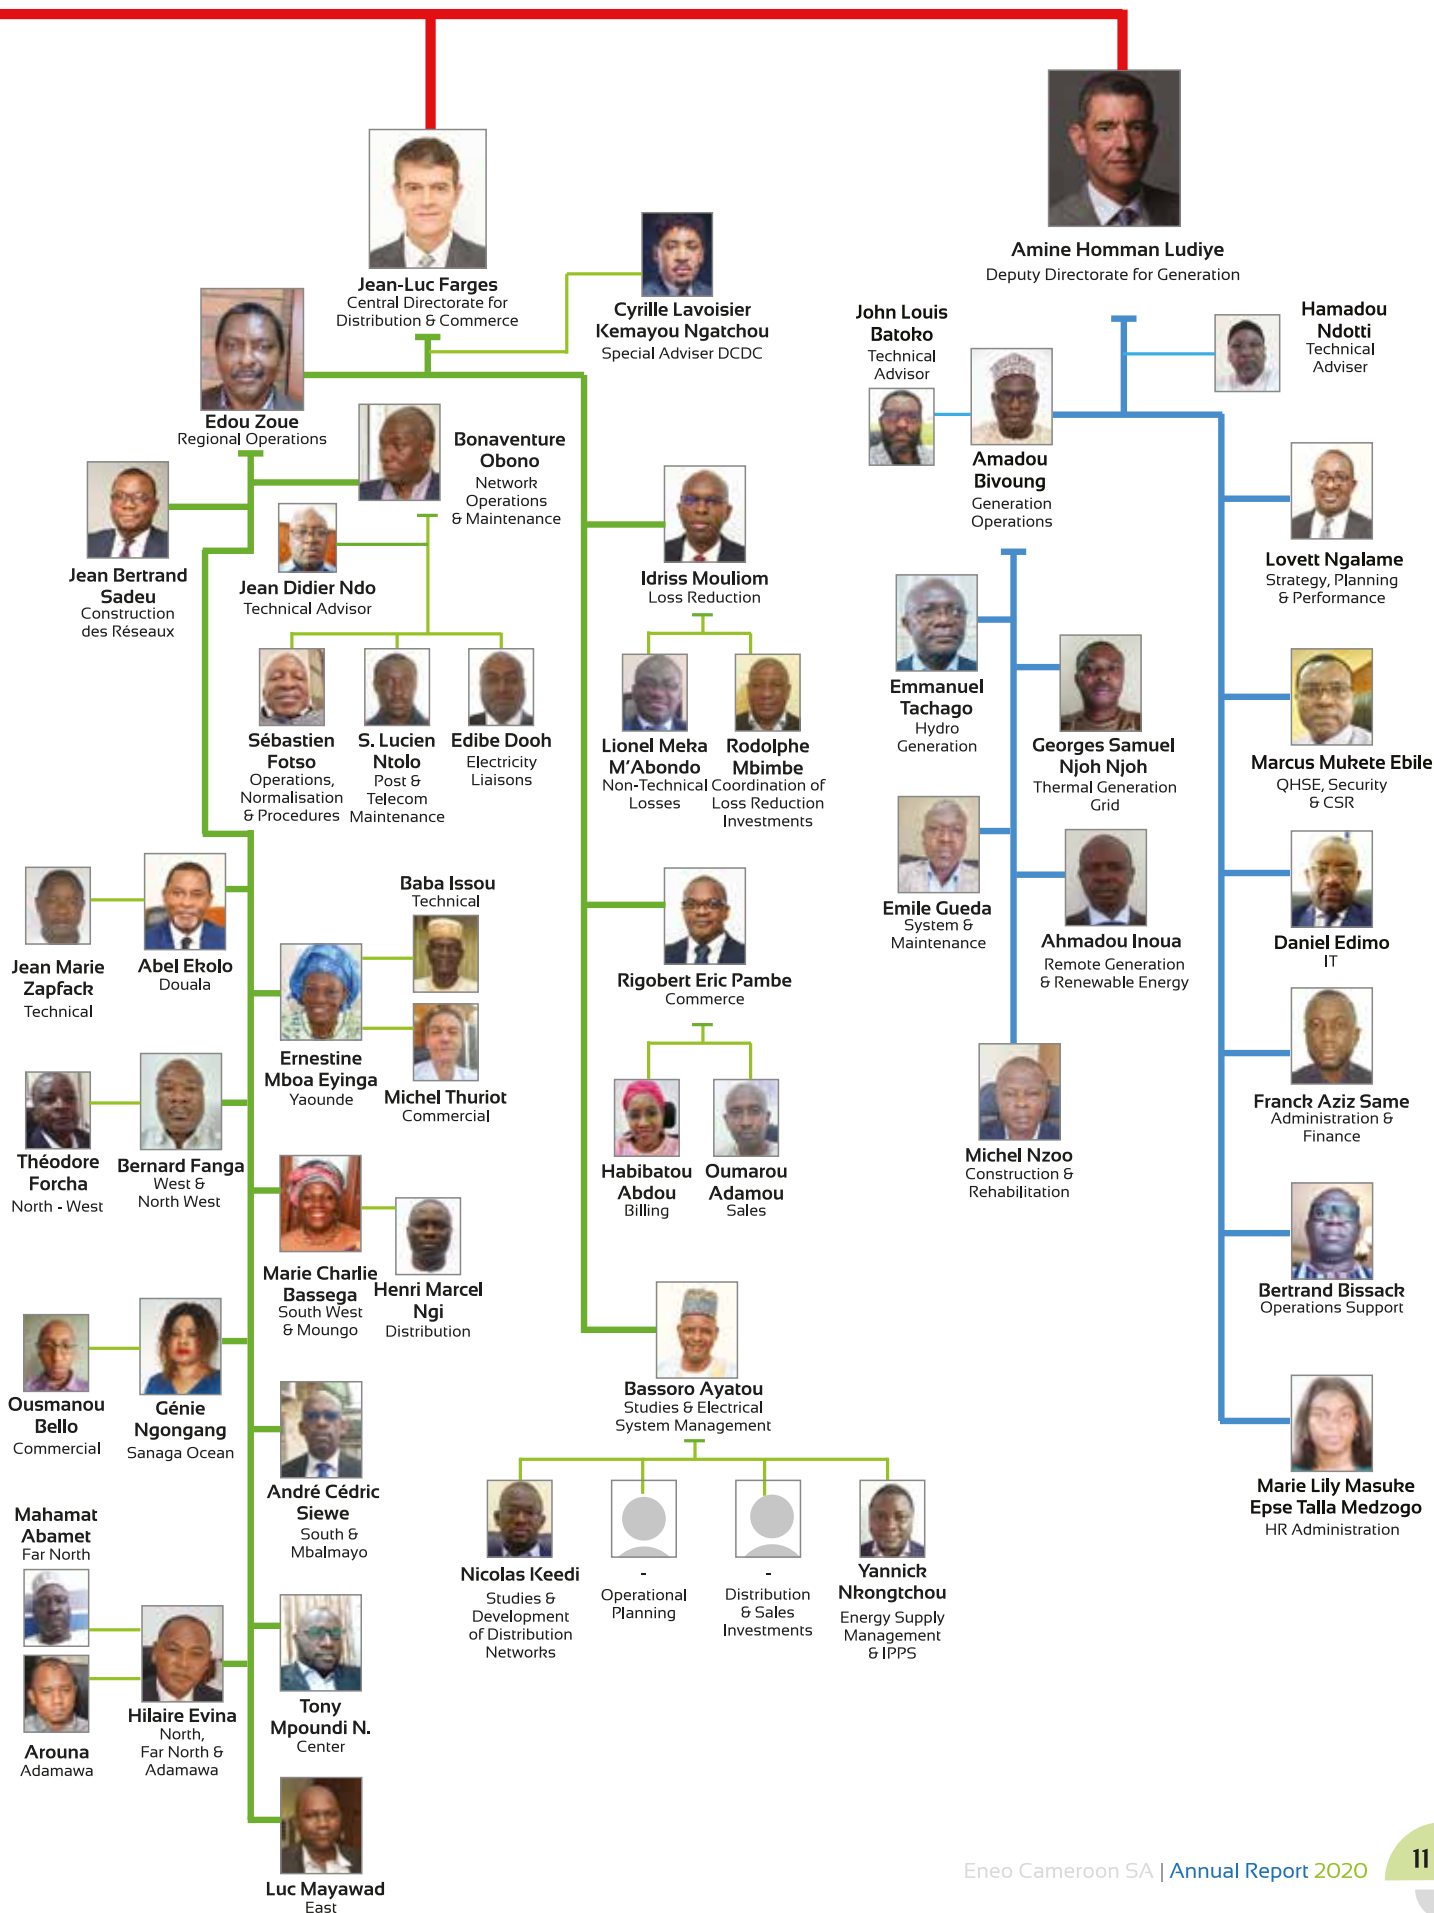 Jean-Luc Farges
Central Directorate for
Distribution & Commerce
Cyrille Lavoisier
Kemayou Ngatchou
Special Adviser DCDC
Edou Zoue
Regional Operations
Bonaventure
Obono
Network
Operations
& Maintenance
Jean Bertrand
Sadeu
Construction
des Réseaux
Jean Didier Ndo
Technical Advisor
Sébastien
Fotso
Operations,
Normalisation
& Procedures
S. Lucien
Ntolo
Post &
Telecom
Maintenance
Edibe Dooh
Electricity
Liaisons
Idriss Mouliom
Loss Reduction
Lionel Meka
M'Abondo
Non-Technical
Losses
Rodolphe
Mbimbe
Coordination of
Loss Reduction
Investments
Jean Marie
Zapfack
Technical
Abel Ekolo
Douala
Baba Issou
Technical
Ernestine
Mboa Eyinga
Yaounde
Michel Thuriot
Commercial
Théodore
Forcha
North - West
Bernard Fanga
West &
North West
Marie Charlie
Bassega
South West
& Moungo
Henri Marcel
Ngi
Distribution
Ousmanou
Bello
Commercial
Génie
Ngongang
Sanaga Ocean
André Cédric
Siewe
South &
Mbalmayo
Mahamat
Abamet
Far North
Arouna
Adamawa
Hilaire Evina
North,
Far North &
Adamawa
Tony
Mpoundi N.
Center
Luc Mayawad
East
Rigobert Eric Pambe
Commerce
Habibatou
Abdou
Billing
Oumarou
Adamou
Sales
Bassoro Ayatou
Studies & Electrical
System Management
Nicolas Keedi
Studies &
Development
of Distribution
Networks
-
Operational
Planning
-
Distribution
& Sales
Investments
Yannick
Nkongtchou
Energy Supply
Management
& IPPS
Amine Homman Ludiye
Deputy Directorate for Generation
John Louis
Batoko
Technical
Advisor
Hamadou
Ndotti
Technical
Adviser
Amadou
Bivoung
Generation
Operations
Emmanuel
Tachago
Hydro
Generation
Georges Samuel
Njoh Njoh
Thermal Generation
Grid
Emile Gueda
System &
Maintenance
Ahmadou Inoua
Remote Generation
& Renewable Energy
Michel Nzoo
Construction &
Rehabilitation
Lovett Ngalame
Strategy, Planning
& Performance
Marcus Mukete Ebile
QHSE, Security
& CSR
Daniel Edimo
IT
Franck Aziz Same
Administration &
Finance
Bertrand Bissack
Operations Support
Marie Lily Masuke
Epse Talla Medzogo
HR Administration
Eneo Cameroon SA | Annual Report 2020
11